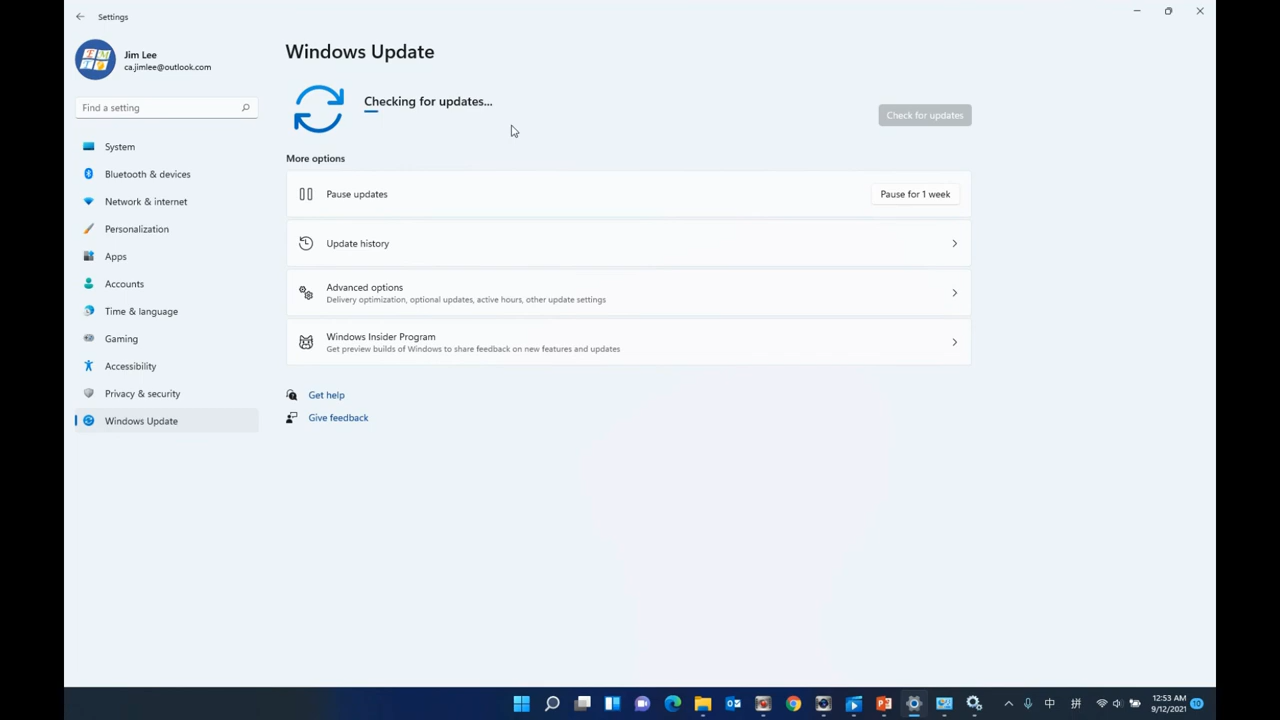 Settings
Jim Lee
ca.jimlee@outlook.com
Find a setting
System
Bluetooth & devices
Network & internet
Personalization
Apps
Accounts
Time & language
Gaming
Accessibility
Privacy & security
Windows Update
Windows Update
Checking for updates...
Check for updates
More options
Pause updates
Pause for 1 week
Update history
Advanced options
Delivery optimization, optional updates, active hours, other update settings
Windows Insider Program
Get preview builds of Windows to share feedback on new features and updates
Get help
Give feedback
中
拼
12:53 AM
9/12/2021
10